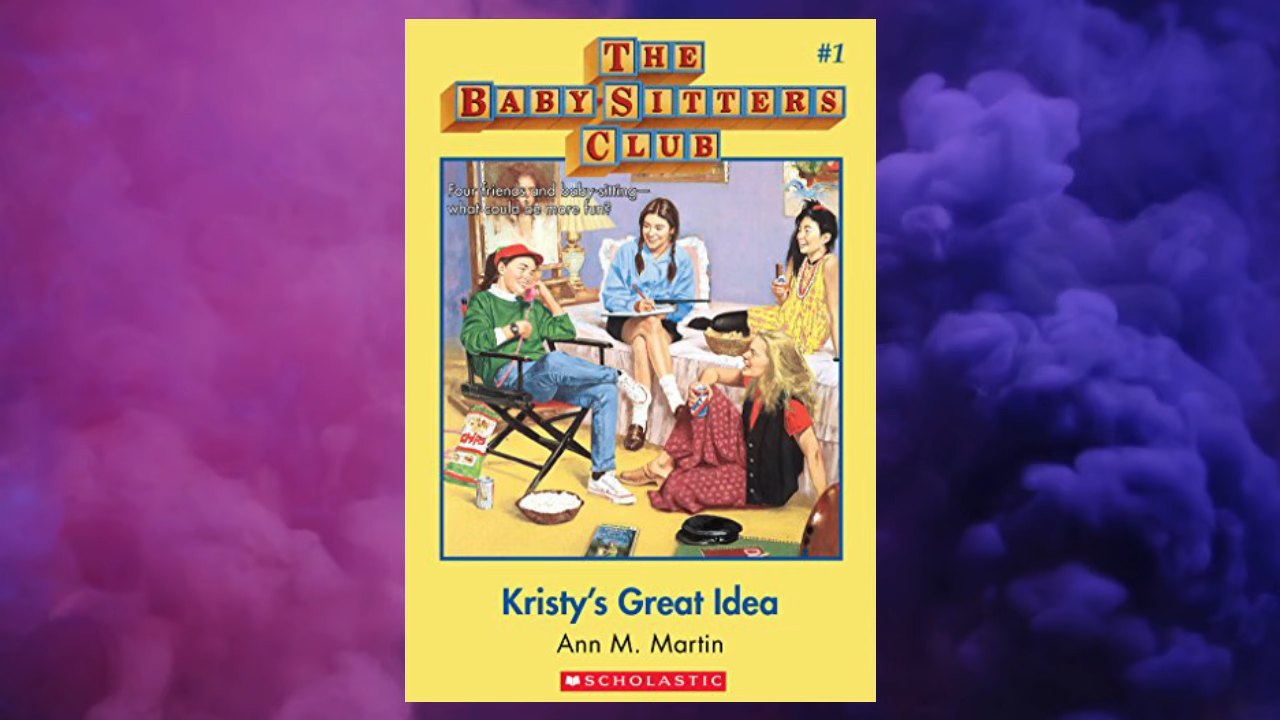 #1
THE
BABY-SITTERS
CLUB
Four friends and baby-sitting—
what could be more fun?
CHIPS
Kristy's Great Idea
Ann M. Martin
SCHOLASTIC